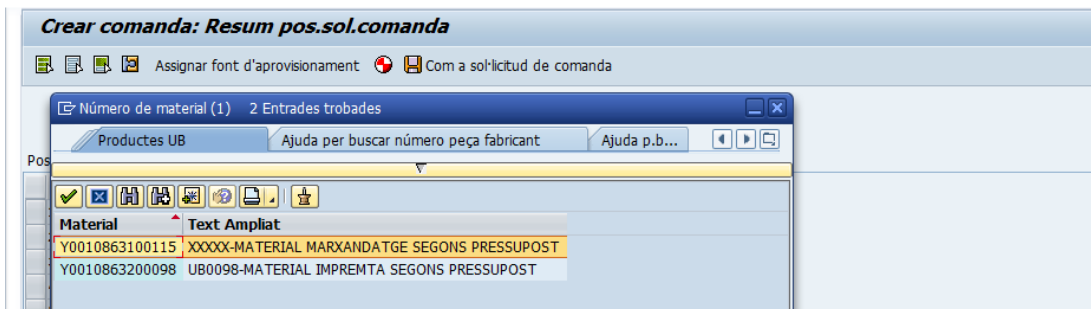 Crear comanda: Resum pos.sol.comanda
Assignar font d'aprovisionament Com a sol·licitud de comanda
Número de material (1) 2 Entrades trobades
Productes UB Ajuda per buscar número peça fabricant Ajuda p.b...
Pos
Material Text Ampliat
Y0010863100115 XXXXX-MATERIAL MARXANDATGE SEGONS PRESSUPOST
Y0010863200098 UB0098-MATERIAL IMPREMTA SEGONS PRESSUPOST